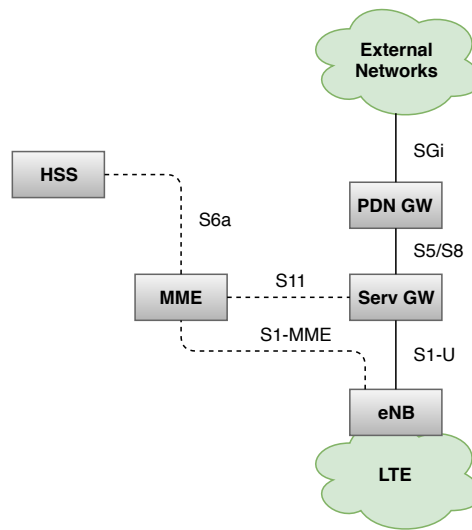 External
Networks
SGi
HSS
PDN GW
S6a
S5/S8
MME
S11
Serv GW
S1-MME
S1-U
eNB
LTE